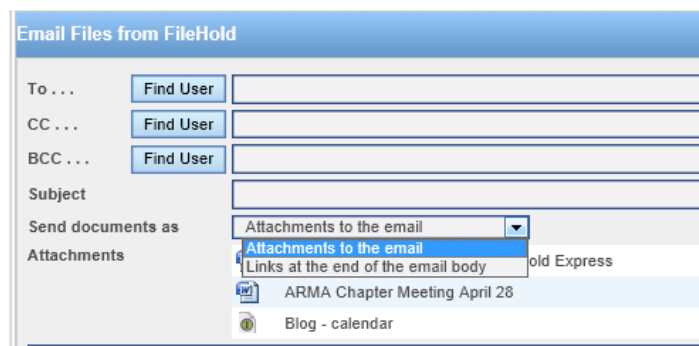 Email Files from FileHold
To . . . Find User
CC . . . Find User
BCC . . . Find User
Subject
Send documents as Attachments to the email
Attachments to the email
Links at the end of the email body
Attachments old Express
ARMA Chapter Meeting April 28
Blog - calendar